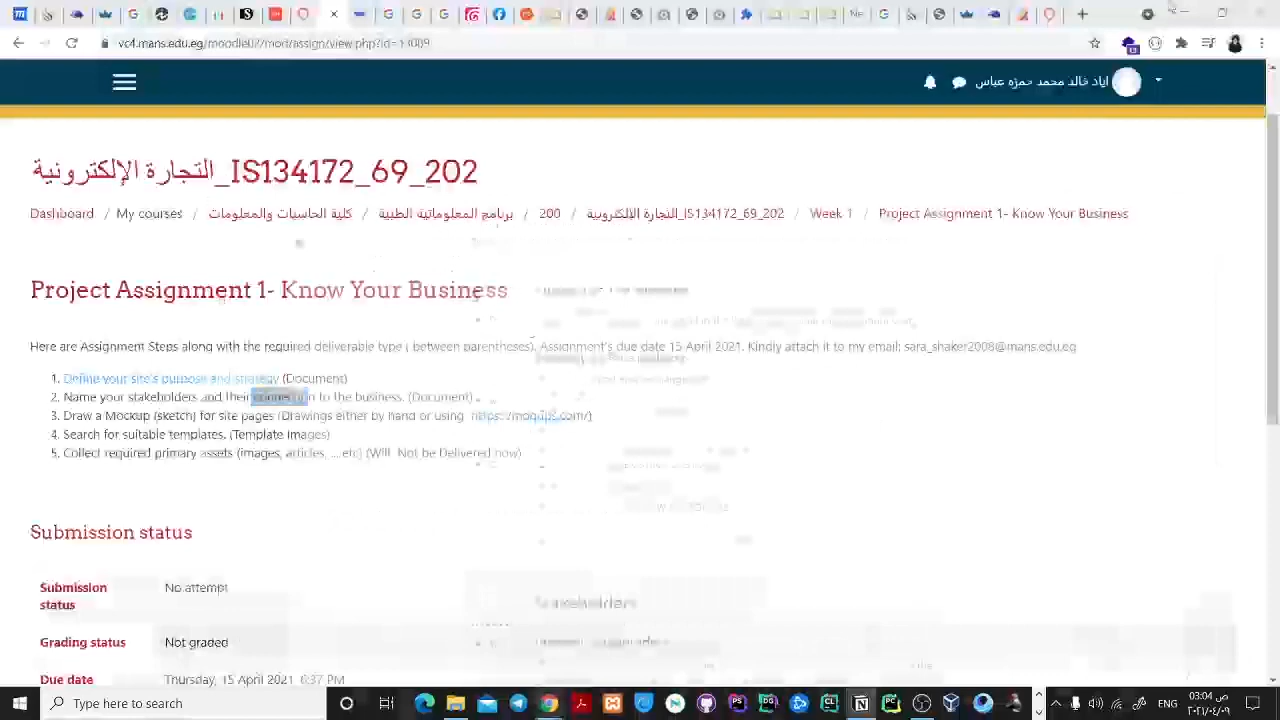 vc4.mans.edu.eg/moodle02/mod/assign/view.php?id=
اياد خالد محمد حمزه عباس
التجارة الإلكترونية_IS134172_69_202
Dashboard / My courses / كلية الحاسبات والمعلومات / برنامج المعلوماتية الطبية / 200 / التجارة الإلكترونية_IS134172_69_202 / Week 1 / Project Assignment 1- Know Your Business
Project Assignment 1- Know Your Business
Here are Assignment Steps along with the required deliverable type ( between parentheses). Assignment's due date 15 April 2021. Kindly attach it to my email: sara_shaker2008@mans.edu.eg
1. Define your site's purpose and strategy (Document)
2. Name your stakeholders and their connection to the business. (Document)
3. Draw a Mockup (sketch) for site pages (Drawings either by hand or using https://moqups.com/)
4. Search for suitable templates. (Template images)
5. Collect required primary assets (images, articles, ... etc) (Will Not be Delivered now)
Submission status
Submission status
No attempt
Stakeholders
Grading status
Not graded
Due date
Thursday, 15 April 2021, 6:37 PM
Type here to search
ENG
03:04 ص
٢٠٢١/٠٤/٠٩